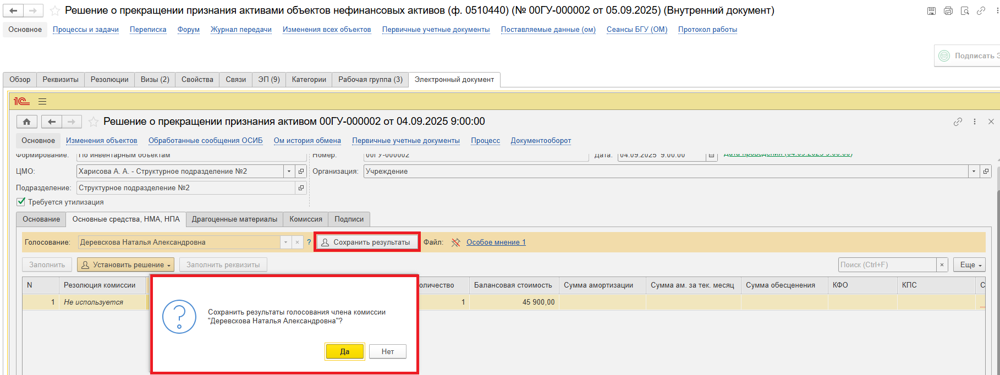 Решение о прекращении признания активами объектов нефинансовых активов (ф. 0510440) (№ 00ГУ-000002 от 05.09.2025) (Внутренний документ)
Основное Процессы и задачи Переписка Форум Журнал передачи Изменения всех объектов Первичные учетные документы Поставляемые данные (ом) Сеансы БГУ (ОМ) Протокол работы
Подписать Э
Обзор Реквизиты Резолюции Визы (2) Свойства Связи ЭП (9) Категории Рабочая группа (3) Электронный документ
1С
Решение о прекращении признания активом 00ГУ-000002 от 04.09.2025 9:00:00
Основное Изменения объектов Обработанные сообщения ОСИБ Ом история обмена Первичные учетные документы Процесс Документооборот
Формирование: По инвентарным объектам Номер: 00ГУ-000002 Дата: 04.09.2025 9:00:00 Дата проведения (04.09.2025 9:00:00)
ЦМО: Харисова А. А. - Структурное подразделение №2 Организация: Учреждение
Подразделение: Структурное подразделение №2
Требуется утилизация
Основание Основные средства, НМА, НПА Драгоценные материалы Комиссия Подписи
Голосование: Деревскова Наталья Александровна ? Сохранить результаты Файл: Особое мнение 1
Заполнить Установить решение Заполнить реквизиты Поиск (Ctrl+F) × Еще
N Резолюция комиссии оличество Балансовая стоимость Сумма амортизации Сумма ам. за тек. месяц Сумма обесценения КФО КПС С
1 Не используется 1 45 900,00
Сохранить результаты голосования члена комиссии
"Деревскова Наталья Александровна"?
Да Нет